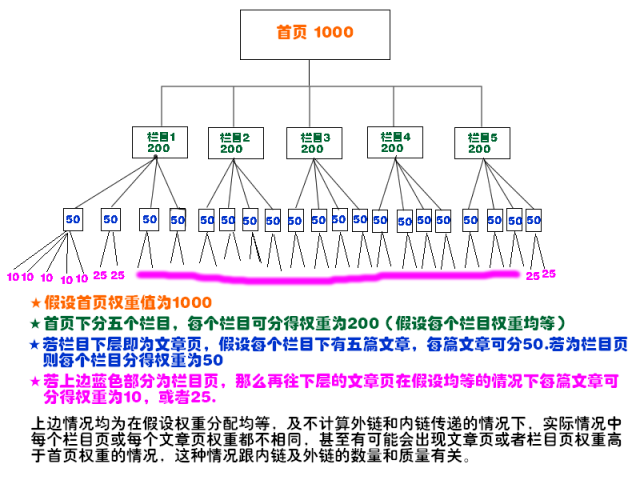 首页 1000
栏目1 栏目2 栏目3 栏目4 栏目5
200 200 200 200 200
50 50 50 50 50 50 50 50 50 50 50 50 50 50 50 50 50 50 50 50
10 10 10 10 10 25 25 25 25
★假设首页权重值为1000
★首页下分五个栏目，每个栏目可分得权重为200（假设每个栏目权重均等）
★若栏目下层即为文章页，假设每个栏目下有五篇文章，每篇文章可分50.若为栏目页
则每个栏目分得权重为50
★若上边蓝色部分为栏目页，那么再往下层的文章页在假设均等的情况下每篇文章可
分得权重为10，或者25.
上边情况均为在假设权重分配均等，及不计算外链和内链传递的情况下，实际情况中
每个栏目页或每个文章页权重都不相同，甚至有可能会出现文章页或者栏目页权重高
于首页权重的情况，这种情况跟内链及外链的数量和质量有关。